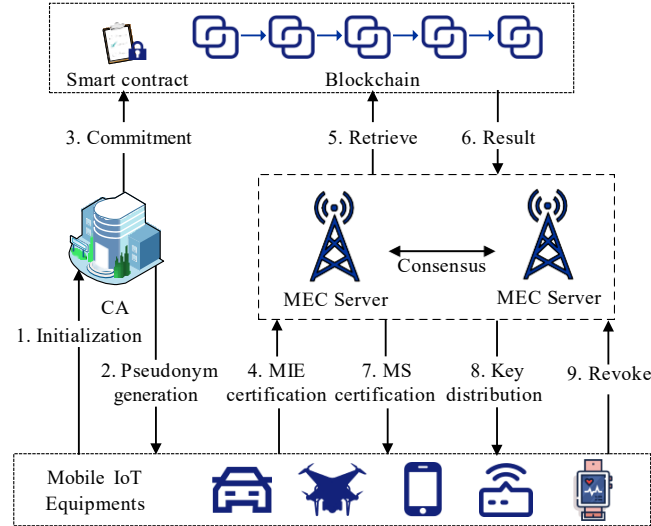 Smart contract
Blockchain
3. Commitment
5. Retrieve
6. Result
Consensus
MEC Server
MEC Server
CA
1. Initialization
2. Pseudonym
generation
4. MIE
certification
7. MS
certification
8. Key
distribution
9. Revoke
Mobile IoT
Equipments